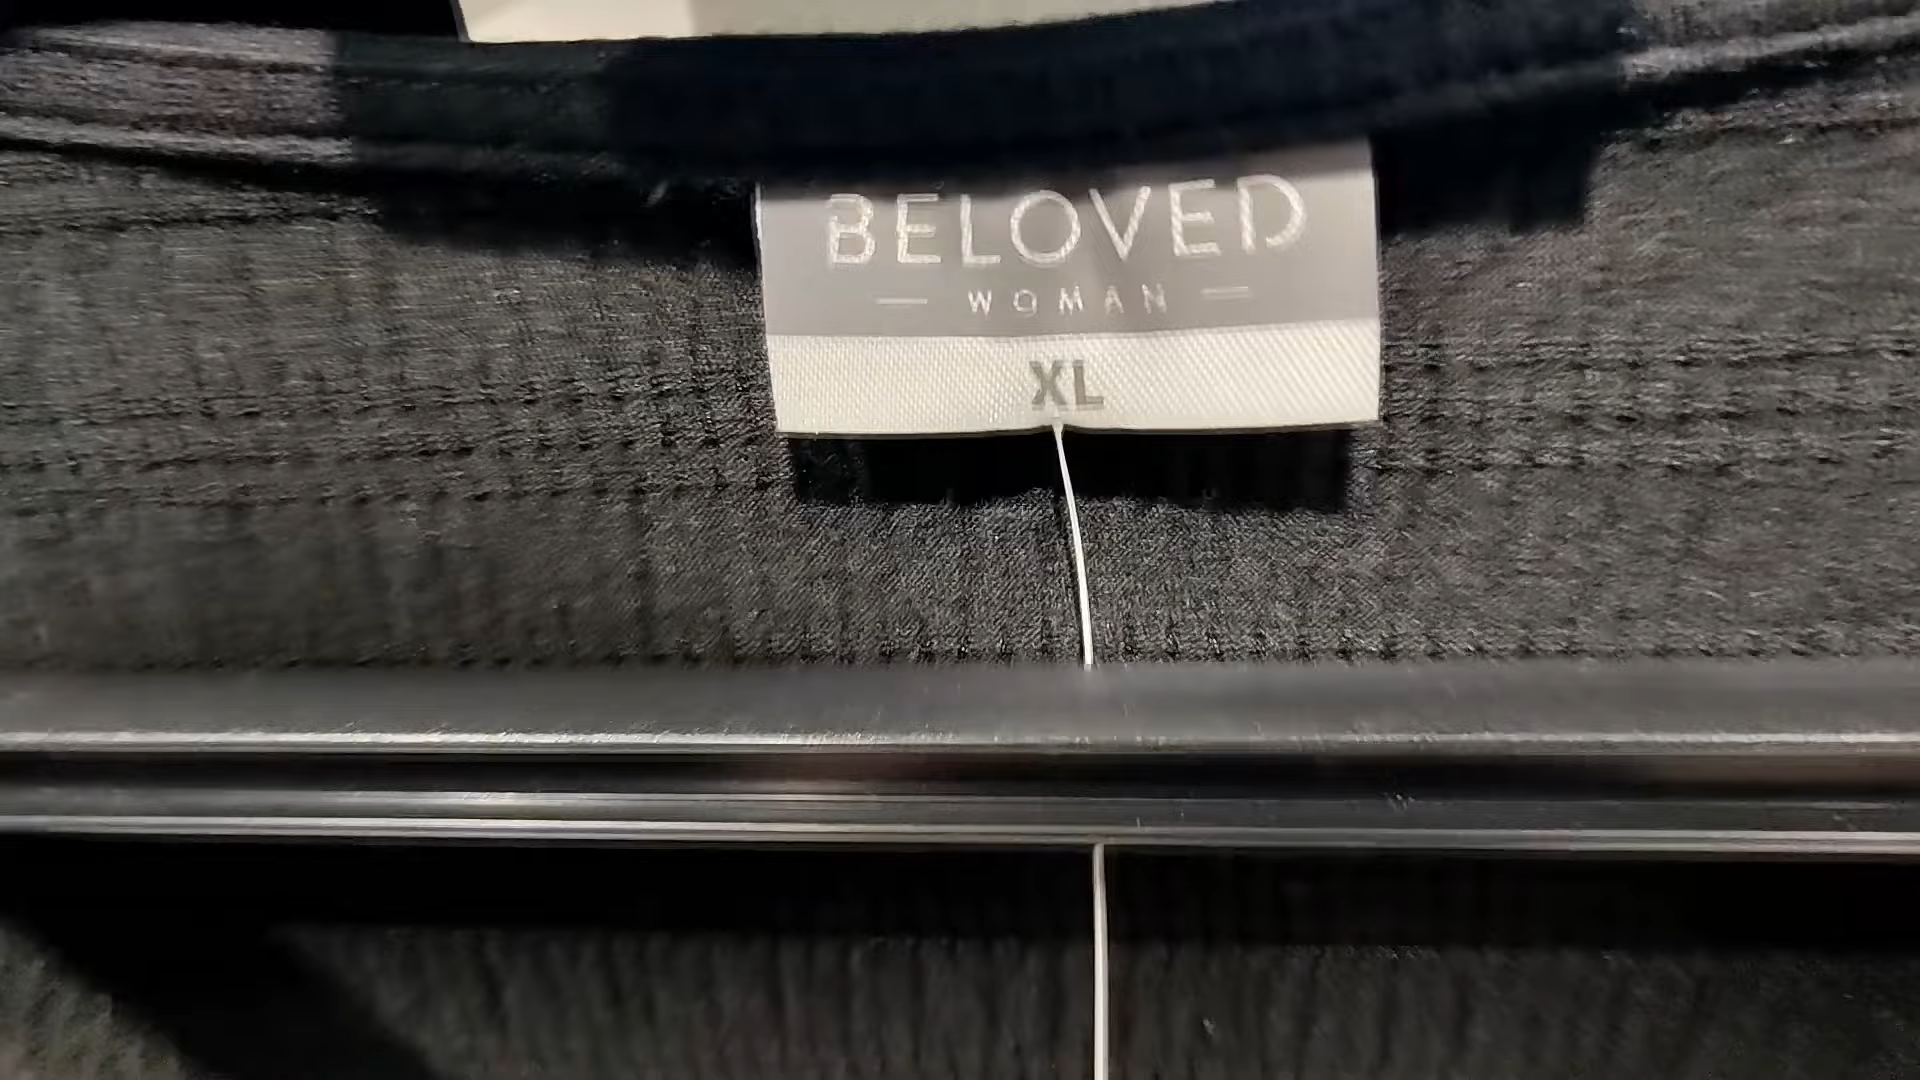 BELOVED
— WOMAN —
XL